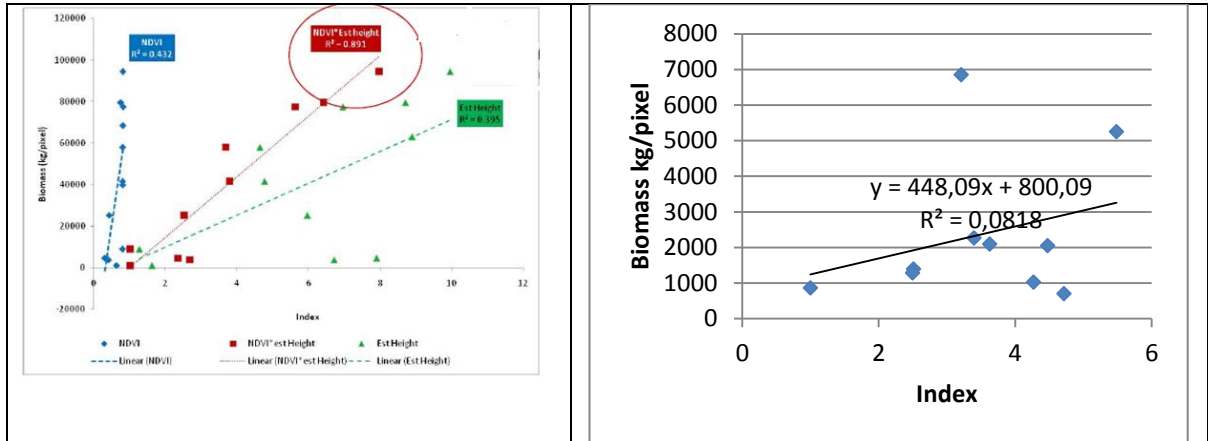 120000
100000
80000
60000
40000
20000
0
-20000
Biomass (kg/pixel)
NDVI
R² = 0.432
NDVI* Est height
R² = 0.891
Est Height
R² = 0.395
0 2 4 6 8 10 12
Index
NDVI NDVI* est Height Est Height
Linear (NDVI) Linear (NDVI* est Height) Linear (Est Height)
8000
7000
6000
5000
4000
3000
2000
1000
0
Biomass kg/pixel
y = 448,09x + 800,09
R² = 0,0818
0 2 4 6
Index